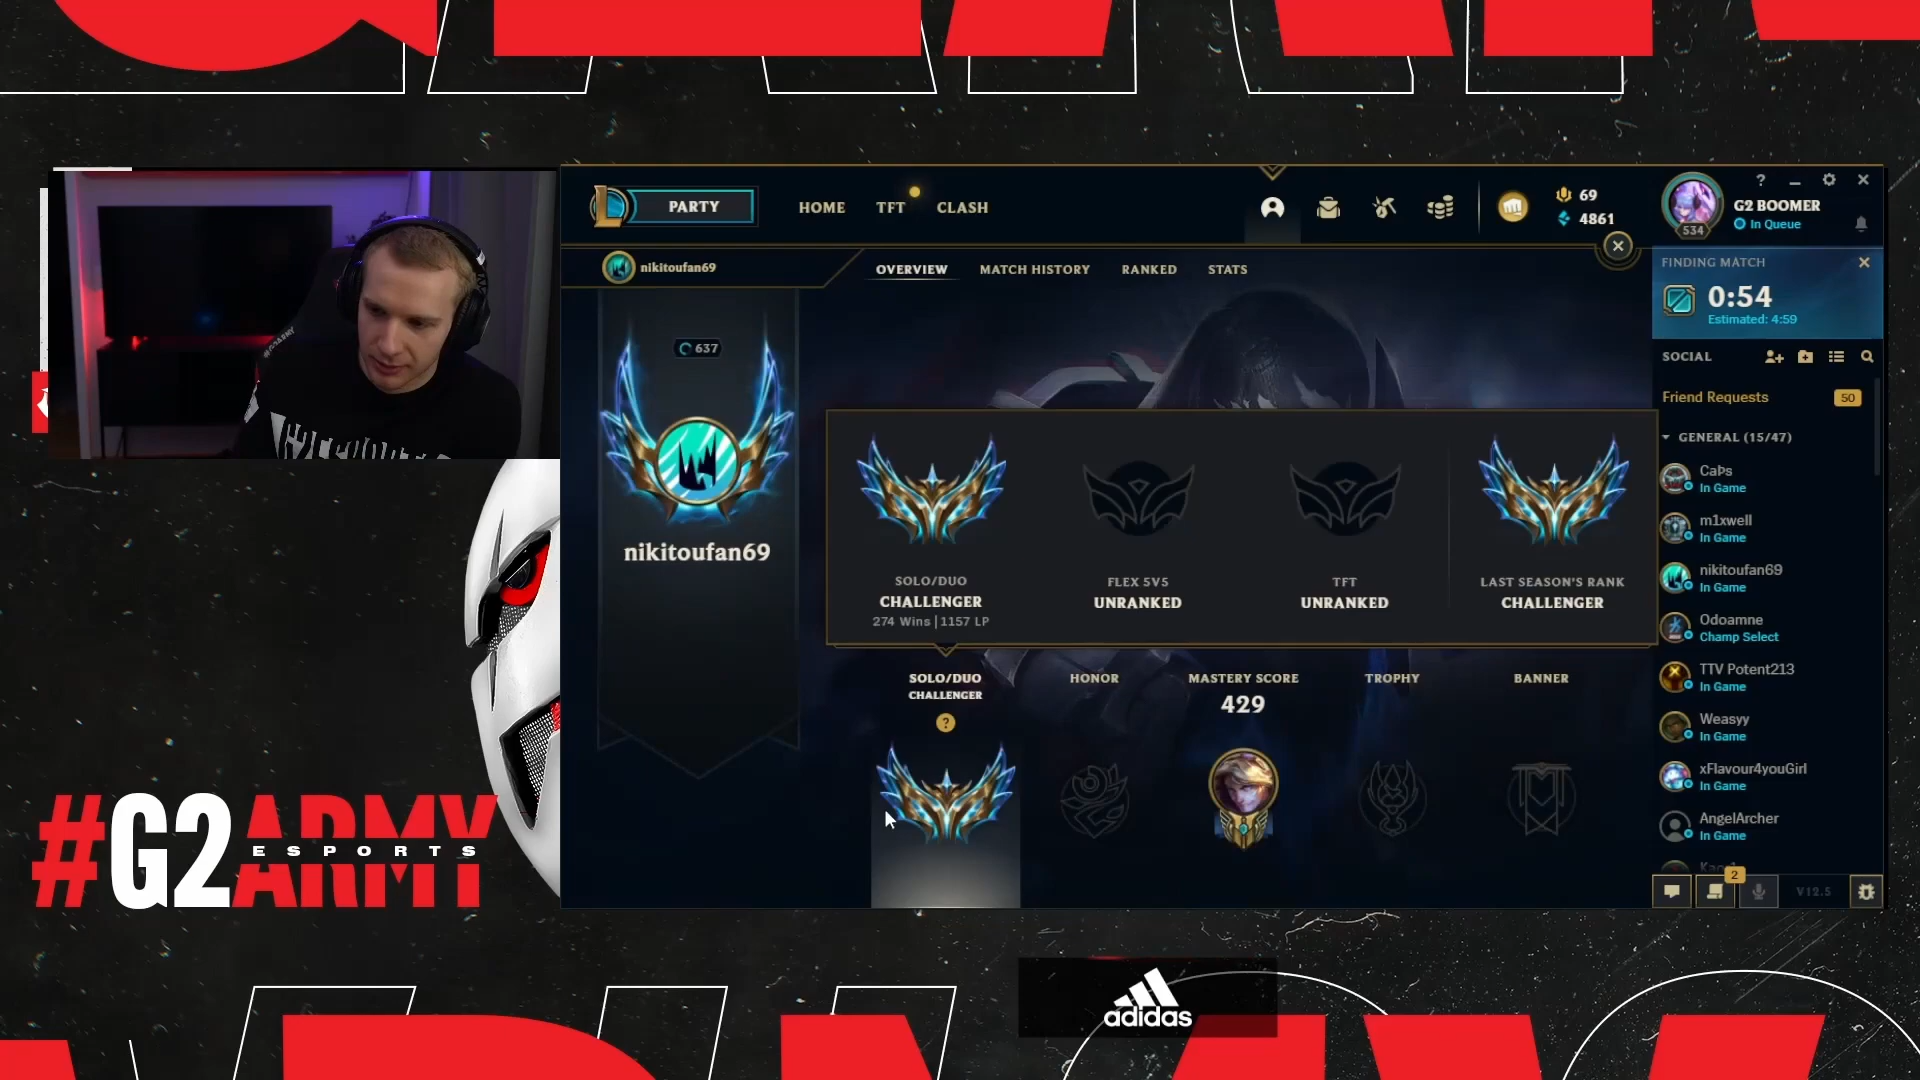 PARTY
HOME
TFT
CLASH
69
4861
534
G2 BOOMER
In Queue
nikitoufan69
OVERVIEW
MATCH HISTORY
RANKED
STATS
FINDING MATCH
0:54
Estimated: 4:59
SOCIAL
Friend Requests
50
GENERAL (15/47)
CaÞs
In Game
m1xwell
In Game
nikitoufan69
In Game
Odoamne
Champ Select
TTV Potent213
In Game
Weasyy
In Game
xFlavour4youGirl
In Game
AngelArcher
In Game
2
V12.5
637
nikitoufan69
SOLO/DUO
CHALLENGER
274 Wins | 1157 LP
FLEX 5V5
UNRANKED
TFT
UNRANKED
LAST SEASON'S RANK
CHALLENGER
SOLO/DUO
CHALLENGER
?
HONOR
MASTERY SCORE
429
TROPHY
BANNER
#G2ARMY
ESPORTS
adidas